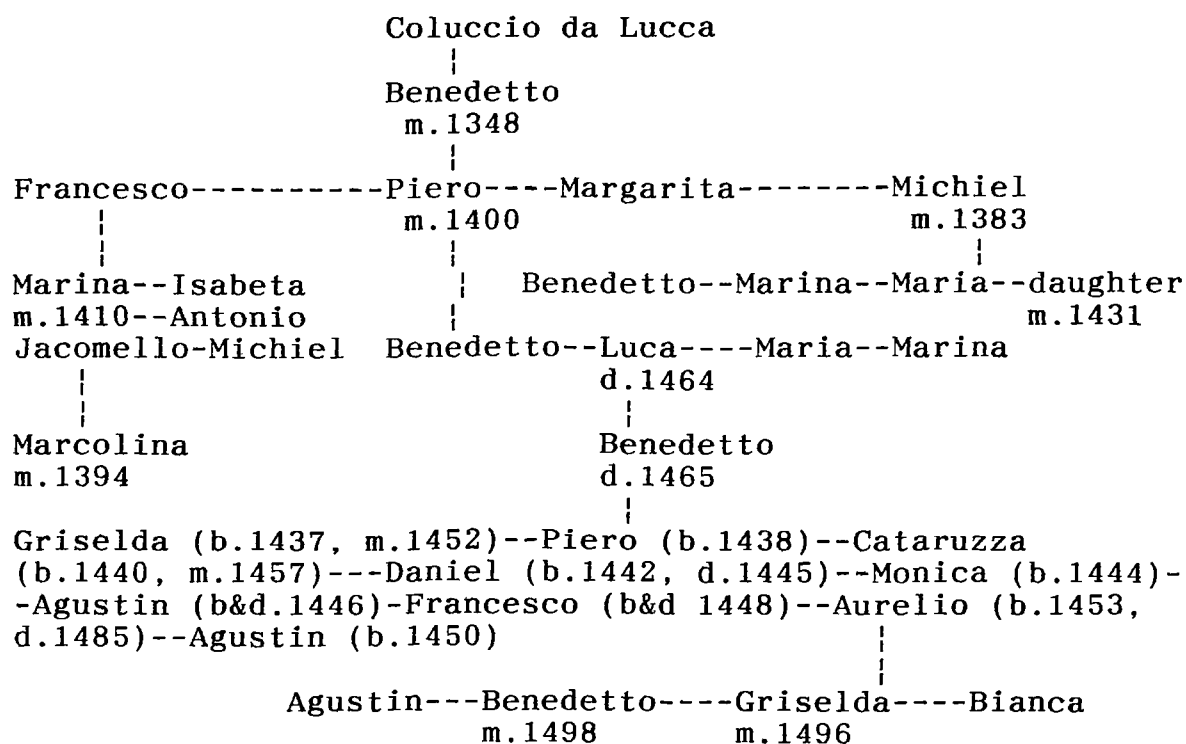 Coluccio da Lucca
Benedetto
m.1348
Francesco----------Piero----Margarita--------Michiel
m.1400 m.1383
Marina--Isabeta Benedetto--Marina--Maria--daughter
m.1410--Antonio m.1431
Jacomello-Michiel Benedetto--Luca----Maria--Marina
d.1464
Marcolina Benedetto
m.1394 d.1465
Griselda (b.1437, m.1452)--Piero (b.1438)--Cataruzza
(b.1440, m.1457)---Daniel (b.1442, d.1445)--Monica (b.1444)-
-Agustin (b&d.1446)-Francesco (b&d 1448)--Aurelio (b.1453,
d.1485)--Agustin (b.1450)
Agustin---Benedetto----Griselda----Bianca
m.1498 m.1496